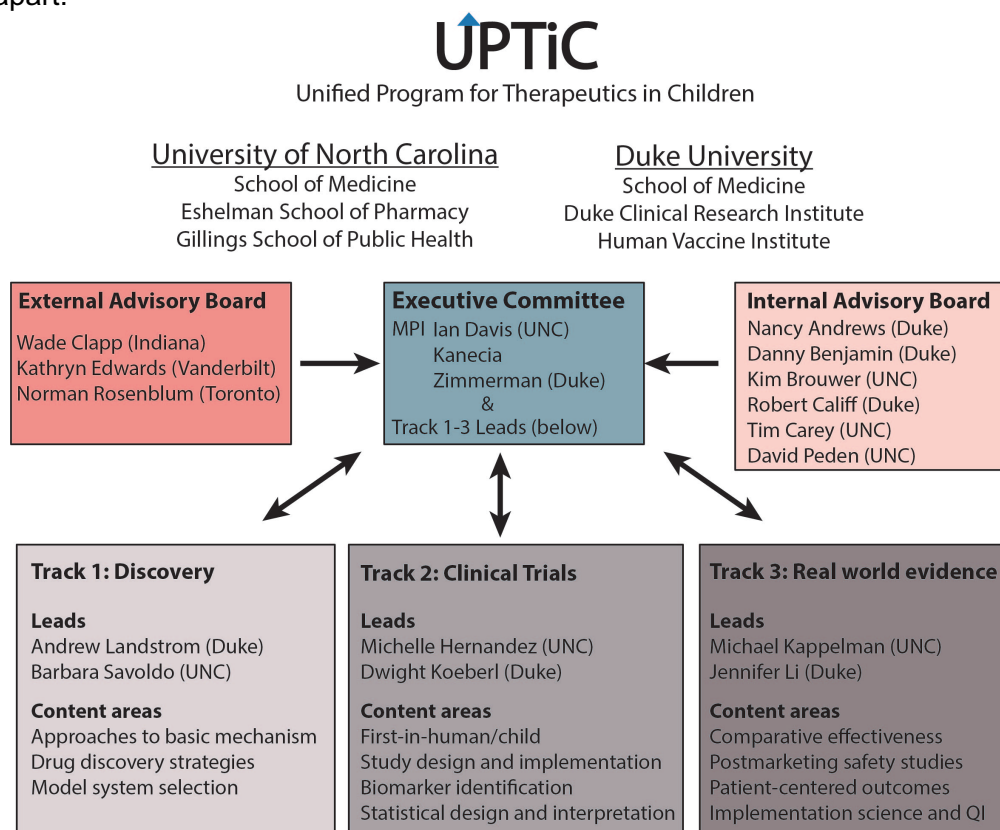 apart.
UPTiC
Unified Program for Therapeutics in Children
University of North Carolina
School of Medicine
Eshelman School of Pharmacy
Gillings School of Public Health
Duke University
School of Medicine
Duke Clinical Research Institute
Human Vaccine Institute
External Advisory Board
Wade Clapp (Indiana)
Kathryn Edwards (Vanderbilt)
Norman Rosenblum (Toronto)
Executive Committee
MPI Ian Davis (UNC)
Kanecia
Zimmerman (Duke)
&
Track 1-3 Leads (below)
Internal Advisory Board
Nancy Andrews (Duke)
Danny Benjamin (Duke)
Kim Brouwer (UNC)
Robert Califf (Duke)
Tim Carey (UNC)
David Peden (UNC)
Track 1: Discovery
Leads
Andrew Landstrom (Duke)
Barbara Savoldo (UNC)
Content areas
Approaches to basic mechanism
Drug discovery strategies
Model system selection
Track 2: Clinical Trials
Leads
Michelle Hernandez (UNC)
Dwight Koeberl (Duke)
Content areas
First-in-human/child
Study design and implementation
Biomarker identification
Statistical design and interpretation
Track 3: Real world evidence
Leads
Michael Kappelman (UNC)
Jennifer Li (Duke)
Content areas
Comparative effectiveness
Postmarketing safety studies
Patient-centered outcomes
Implementation science and QI